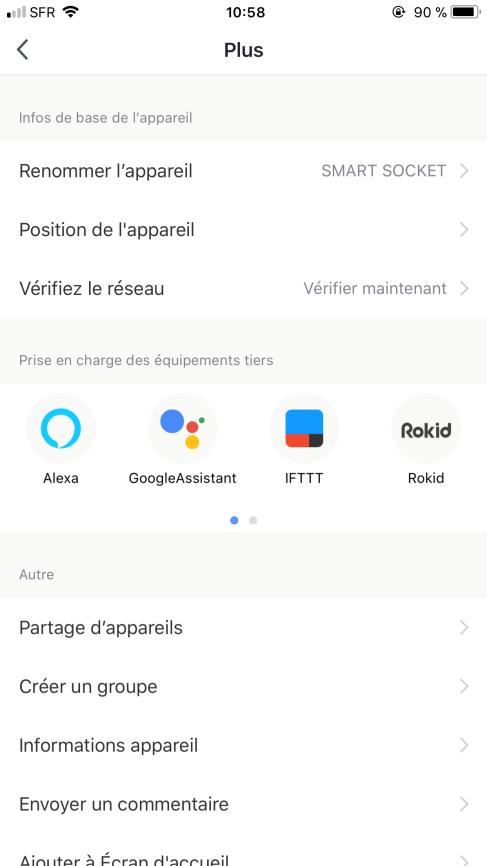 SFR 10:58 90 %
Plus
Infos de base de l'appareil
Renommer l’appareil SMART SOCKET
Position de l'appareil
Vérifiez le réseau Vérifier maintenant
Prise en charge des équipements tiers
Rokid
Alexa GoogleAssistant IFTTT Rokid
Autre
Partage d’appareils
Créer un groupe
Informations appareil
Envoyer un commentaire
Ajouter à Écran d'accueil